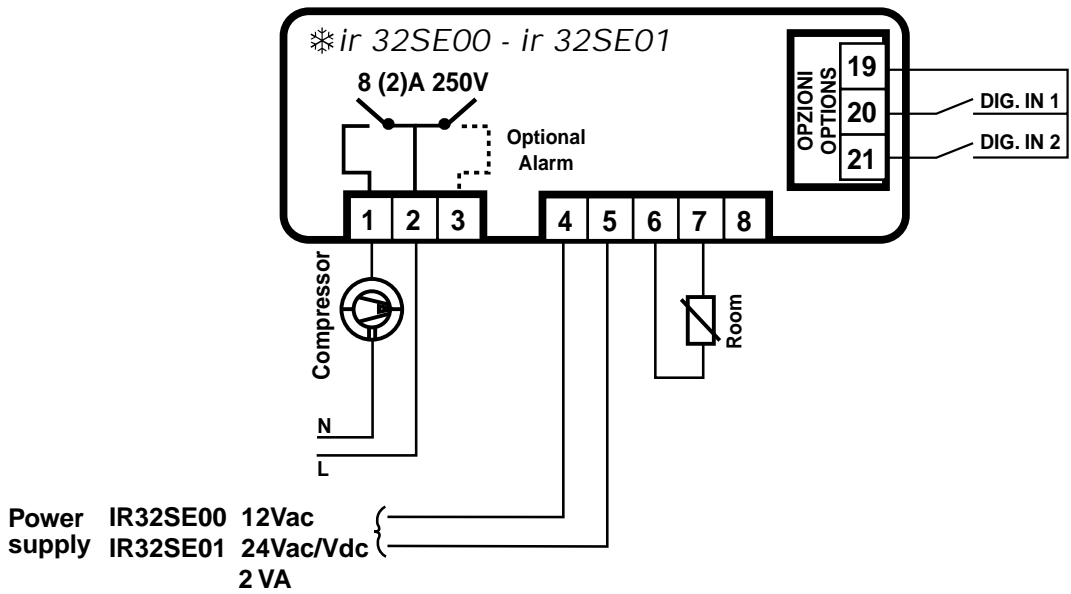 ir 32SE00 - ir 32SE01
8 (2)A 250V
Optional
Alarm
OPZIONI
OPTIONS
19
20
21
DIG. IN 1
DIG. IN 2
1 2 3 4 5 6 7 8
Compressor
Room
N
L
Power IR32SE00 12Vac
supply IR32SE01 24Vac/Vdc
2 VA